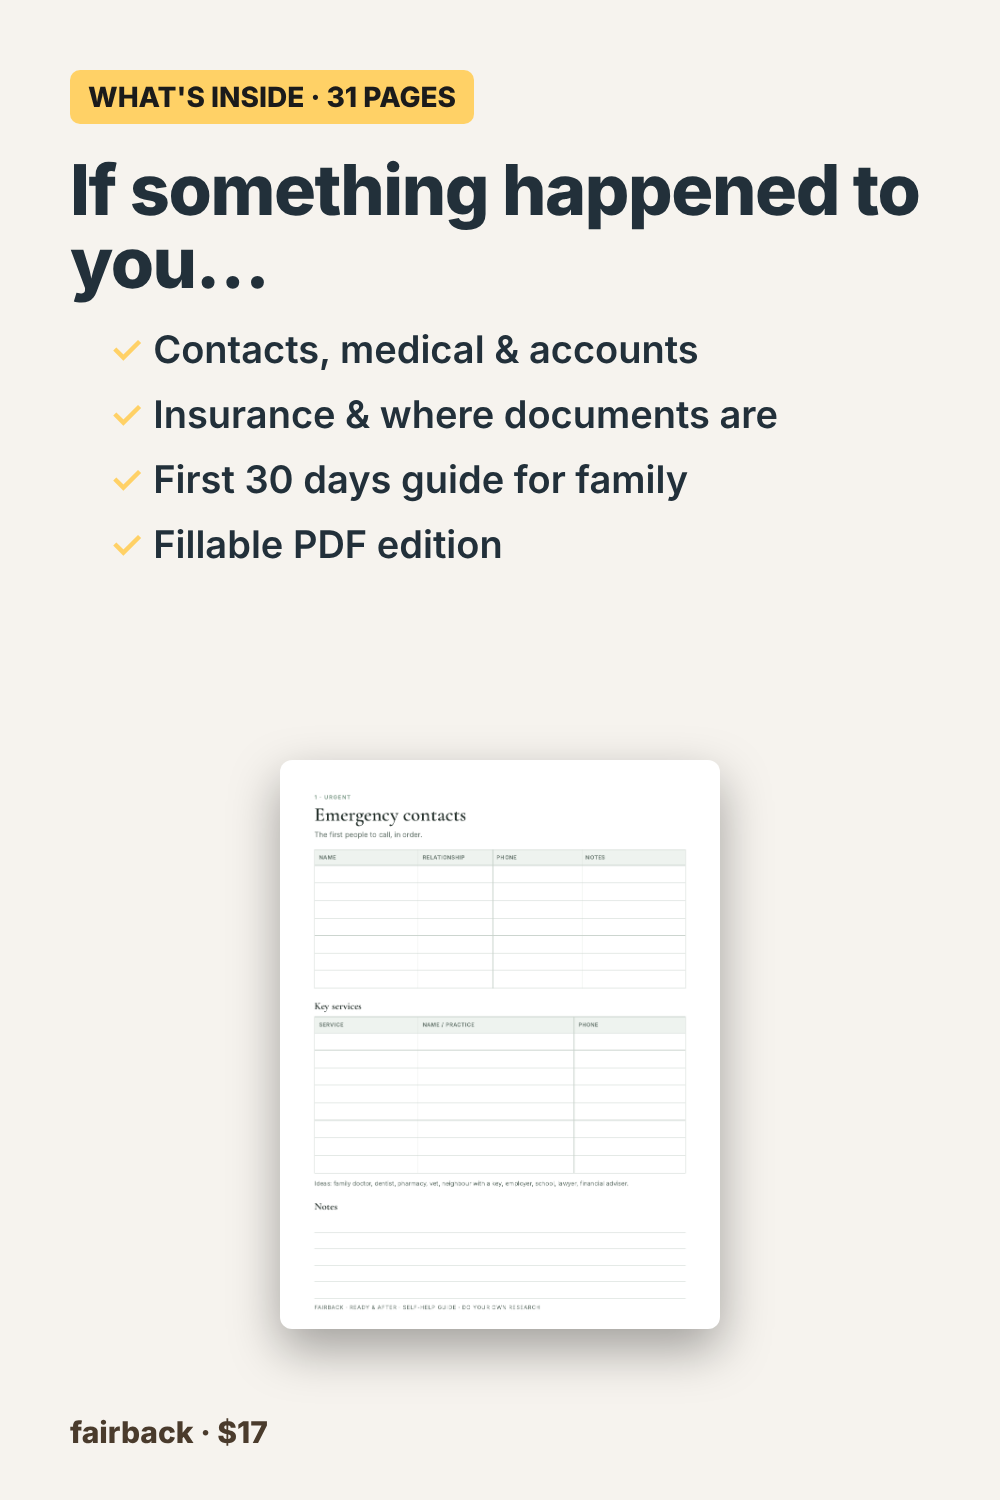 WHAT'S INSIDE · 31 PAGES
If something happened to
you...
✓ Contacts, medical & accounts
✓ Insurance & where documents are
✓ First 30 days guide for family
✓ Fillable PDF edition
1 · URGENT
Emergency contacts
The first people to call, in order.
NAME RELATIONSHIP PHONE NOTES
Key services
SERVICE NAME / PRACTICE PHONE
Ideas: family doctor, dentist, pharmacy, vet, neighbour with a key, employer, school, lawyer, financial adviser.
Notes
FAIRBACK · READY & AFTER · SELF-HELP GUIDE · DO YOUR OWN RESEARCH
fairback · $17